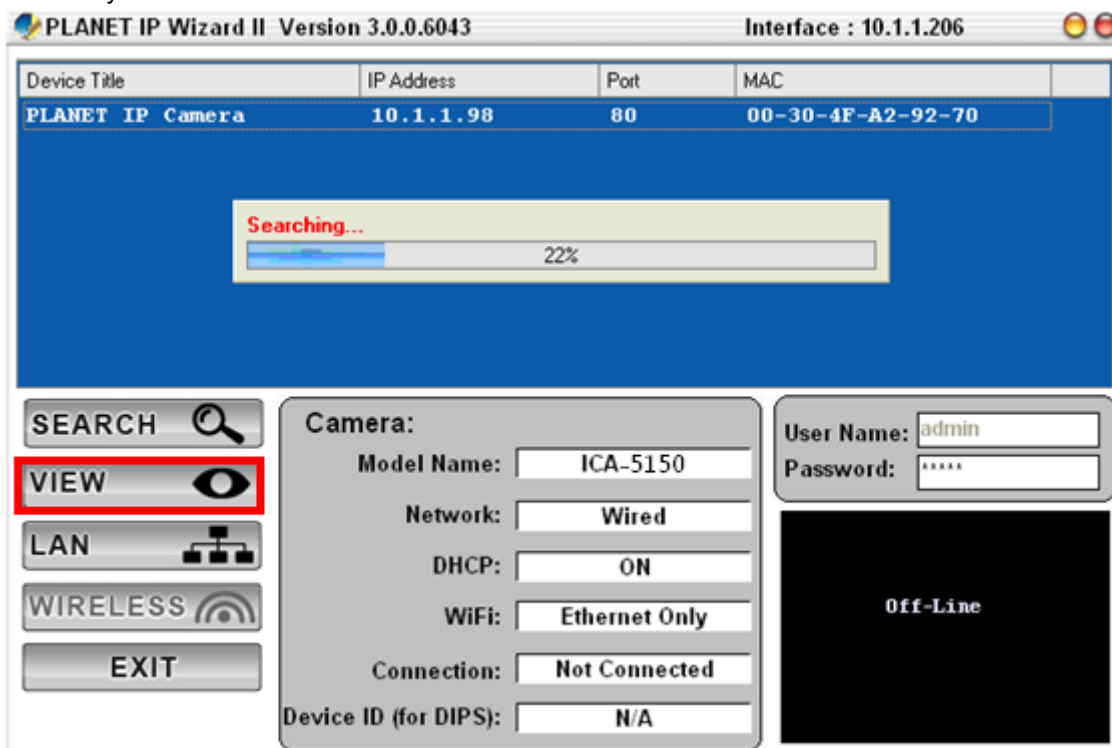 PLANET IP Wizard II Version 3.0.0.6043 Interface : 10.1.1.206
Device Title IP Address Port MAC
PLANET IP Camera 10.1.1.98 80 00-30-4F-A2-92-70
Searching...
22%
SEARCH
VIEW
LAN
WIRELESS
EXIT
Camera:
Model Name: ICA-5150
Network: Wired
DHCP: ON
WiFi: Ethernet Only
Connection: Not Connected
Device ID (for DIPS): N/A
User Name: admin
Password: *****
Off-Line